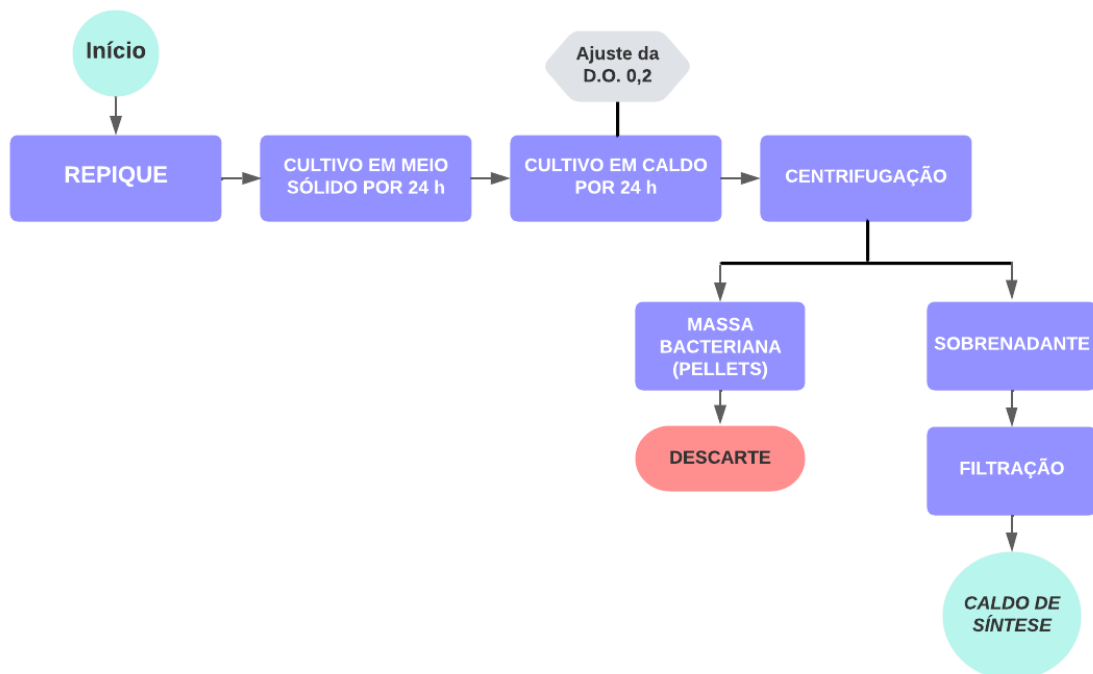 Início
Ajuste da
D.O. 0,2
REPIQUE
CULTIVO EM MEIO
SÓLIDO POR 24 h
CULTIVO EM CALDO
POR 24 h
CENTRIFUGAÇÃO
MASSA
BACTERIANA
(PELLETS)
SOBRENADANTE
DESCARTE
FILTRAÇÃO
CALDO DE
SÍNTESE